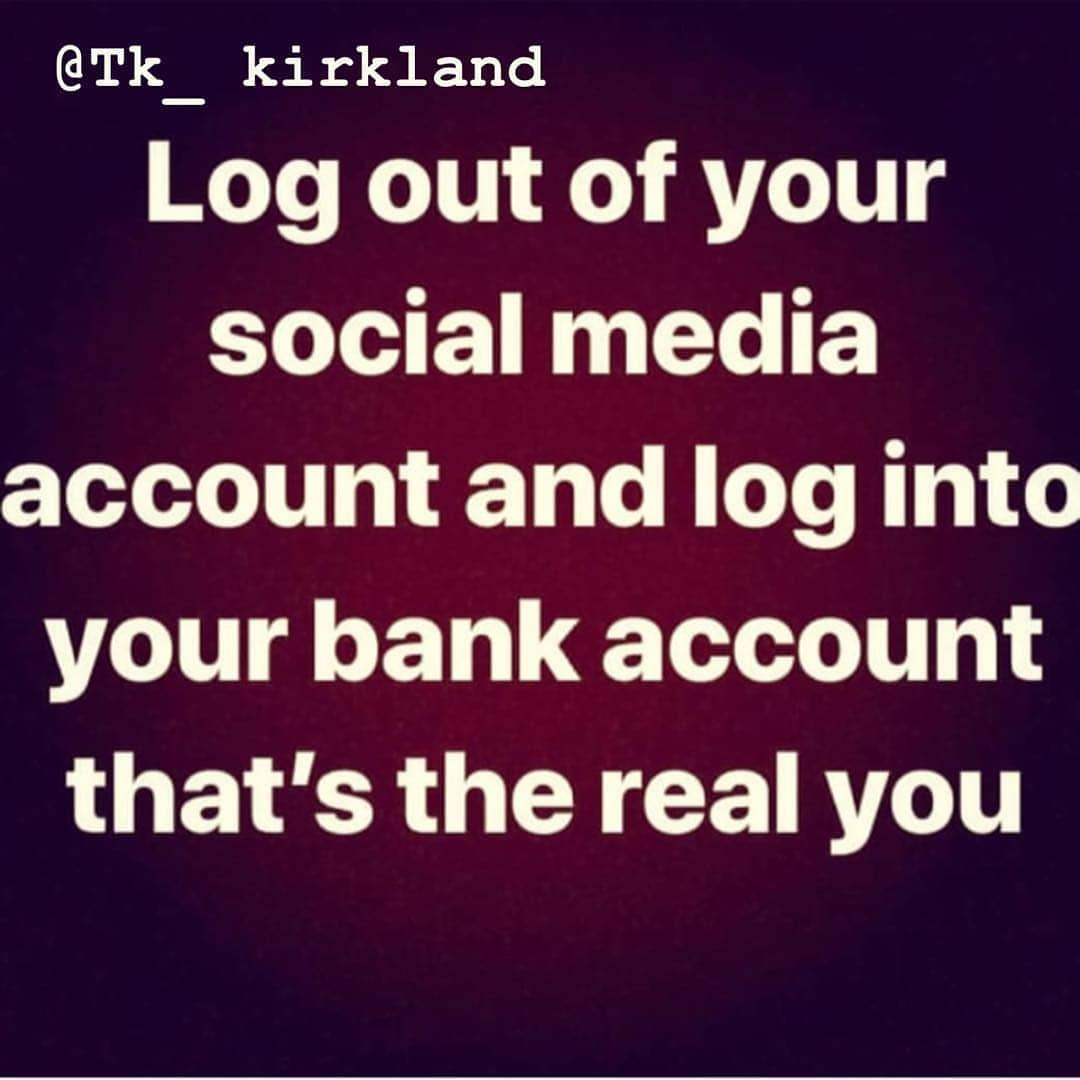 @Tk_ kirkland
Log out of your
social media
account and log into
your bank account
that's the real you